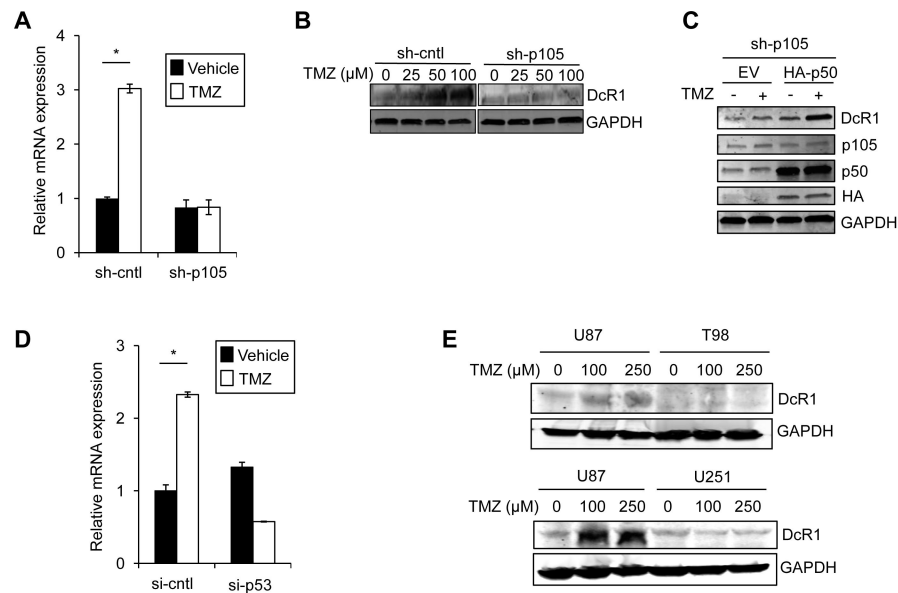 A
4
3
2
1
0
Relative mRNA expression
*
Vehicle
TMZ
sh-cntl sh-p105
B
sh-cntl sh-p105
TMZ (µM) 0 25 50 100 0 25 50 100
DcR1
GAPDH
C
sh-p105
EV HA-p50
TMZ - + - +
DcR1
p105
p50
HA
GAPDH
D
3
2
1
0
Relative mRNA expression
*
Vehicle
TMZ
si-cntl si-p53
E
U87 T98
TMZ (µM) 0 100 250 0 100 250
DcR1
GAPDH
U87 U251
TMZ (µM) 0 100 250 0 100 250
DcR1
GAPDH